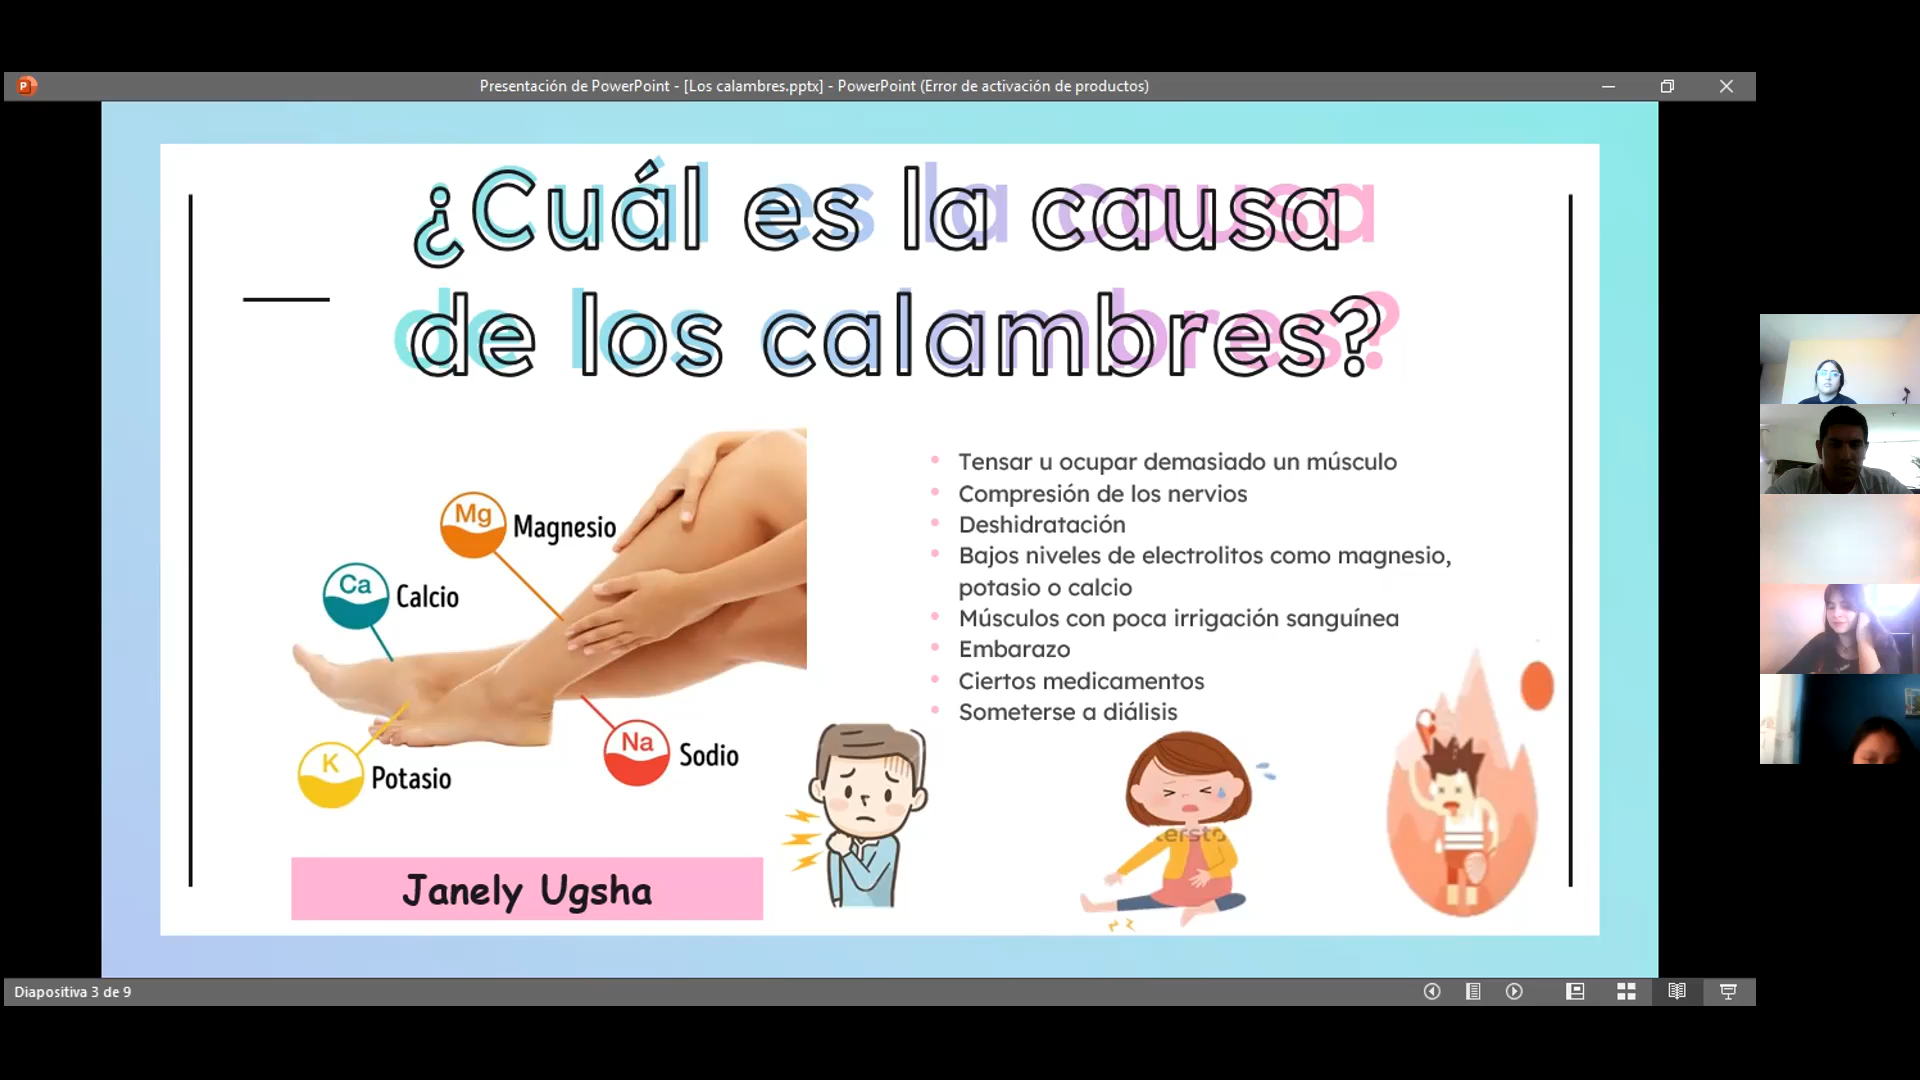 Presentación de PowerPoint - [Los calambres.pptx] - PowerPoint (Error de activación de productos)
¿Cuál es la causa
de los calambres?
Mg Magnesio
Ca Calcio
K Potasio
Na Sodio
• Tensar u ocupar demasiado un músculo
• Compresión de los nervios
• Deshidratación
• Bajos niveles de electrolitos como magnesio,
potasio o calcio
• Músculos con poca irrigación sanguínea
• Embarazo
• Ciertos medicamentos
• Someterse a diálisis
Janely Ugsha
Diapositiva 3 de 9